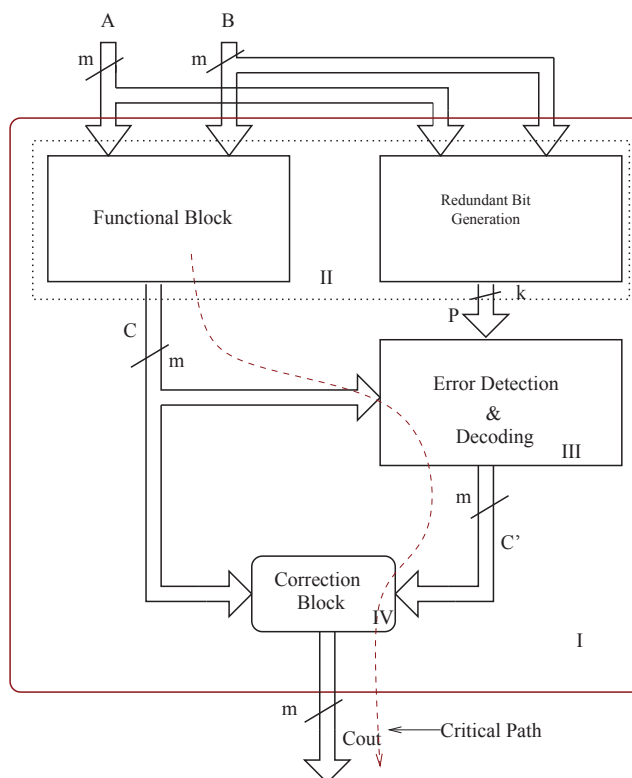 A
B
m
m
Functional Block
Redundant Bit
Generation
II
k
P
C
m
Error Detection
&
Decoding
III
m
C’
Correction
Block
IV
I
m
Cout
Critical Path